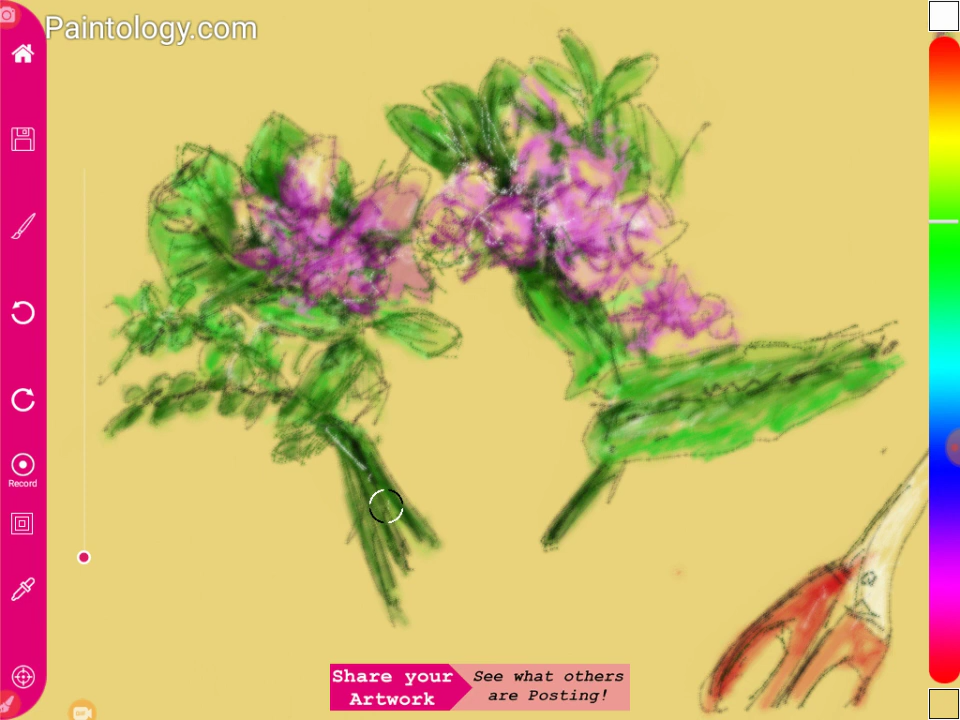 Paintology.com
Record
Share your
Artwork
See what others
are Posting!